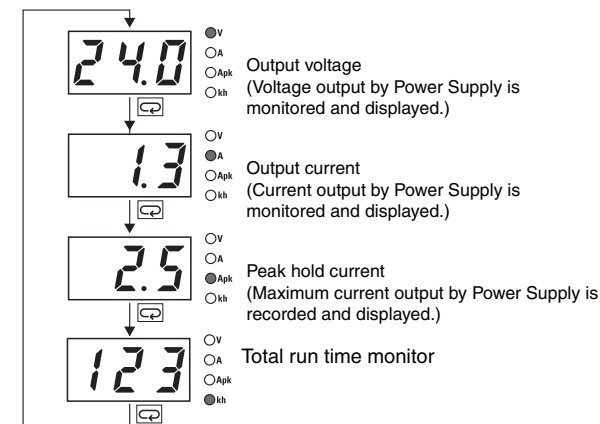 24.0
V
A
Apk
kh
Output voltage
(Voltage output by Power Supply is
monitored and displayed.)
1.3
V
A
Apk
kh
Output current
(Current output by Power Supply is
monitored and displayed.)
2.5
V
A
Apk
kh
Peak hold current
(Maximum current output by Power Supply is
recorded and displayed.)
123
V
A
Apk
kh
Total run time monitor